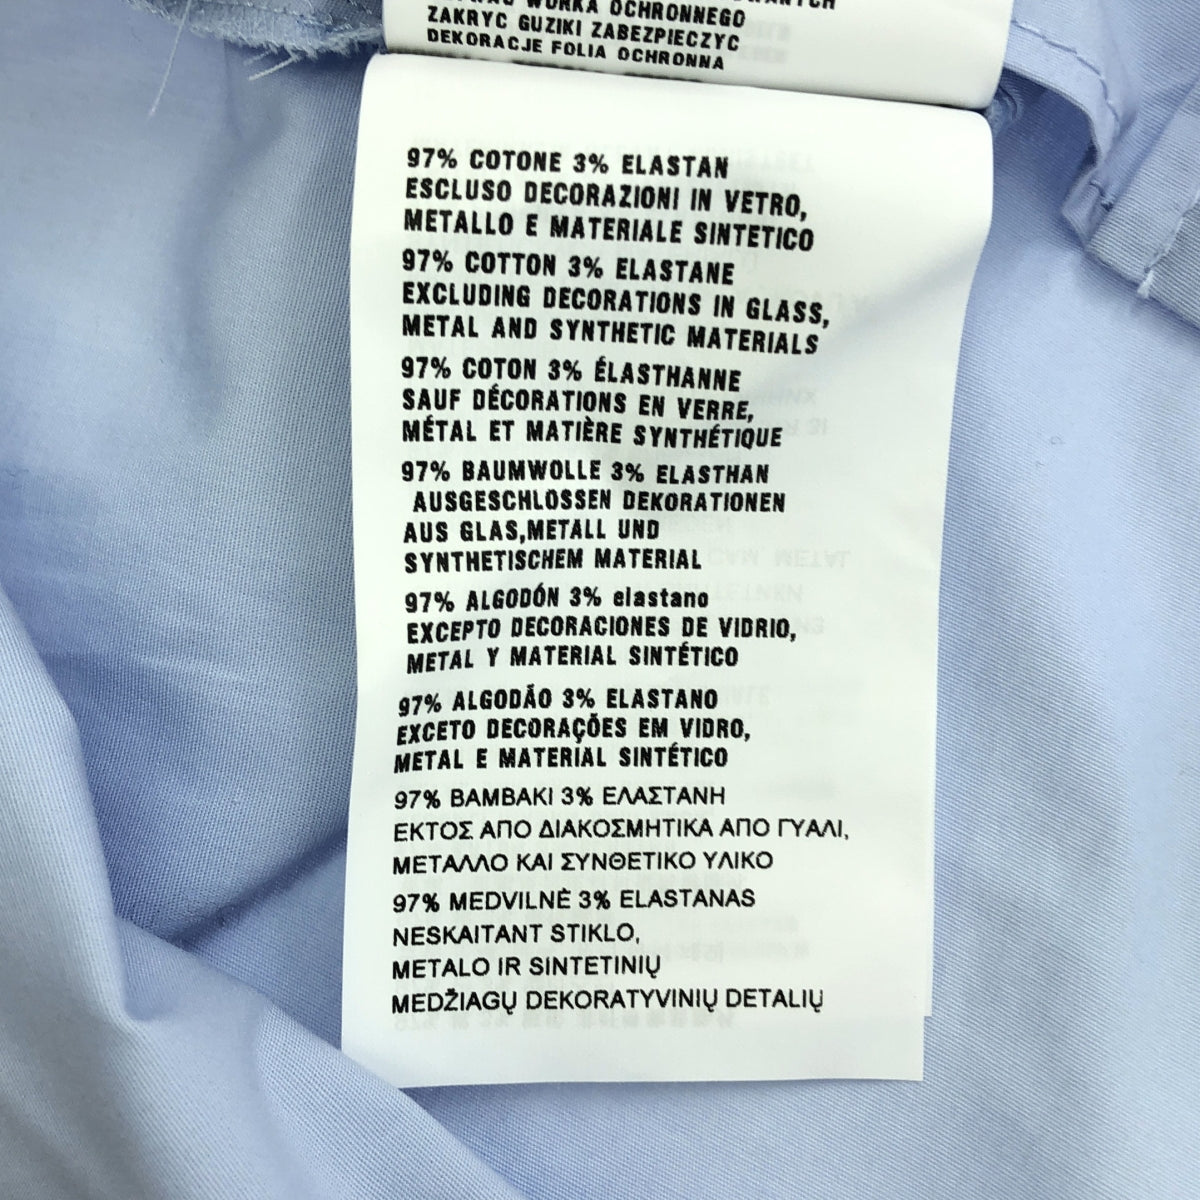 WORKA OCHRONNEGO
ZAKRYC GUZIKI ZABEZPIECZYC
DEKORACJE FOLIA OCHRONNA
97% COTONE 3% ELASTAN
ESCLUSO DECORAZIONI IN VETRO,
METALLO E MATERIALE SINTETICO
97% COTTON 3% ELASTANE
EXCLUDING DECORATIONS IN GLASS,
METAL AND SYNTHETIC MATERIALS
97% COTON 3% ÉLASTHANNE
SAUF DÉCORATIONS EN VERRE,
MÉTAL ET MATIÈRE SYNTHÉTIQUE
97% BAUMWOLLE 3% ELASTHAN
AUSGESCHLOSSEN DEKORATIONEN
AUS GLAS,METALL UND
SYNTHETISCHEM MATERIAL
97% ALGODÓN 3% elastano
EXCEPTO DECORACIONES DE VIDRIO,
METAL Y MATERIAL SINTÉTICO
97% ALGODÃO 3% ELASTANO
EXCETO DECORAÇÕES EM VIDRO,
METAL E MATERIAL SINTÉTICO
97% ΒΑΜΒΑΚΙ 3% ΕΛΑΣΤΑΝΗ
ΕΚΤΟΣ ΑΠΟ ΔΙΑΚΟΣΜΗΤΙΚΑ ΑΠΟ ΓΥΑΛΙ,
ΜΕΤΑΛΛΟ ΚΑΙ ΣΥΝΘΕΤΙΚΟ ΥΛΙΚΟ
97% MEDVILNĖ 3% ELASTANAS
NESKAITANT STIKLO,
METALO IR SINTETINIŲ
MEDŽIAGŲ DEKORATYVINIŲ DETALIŲ